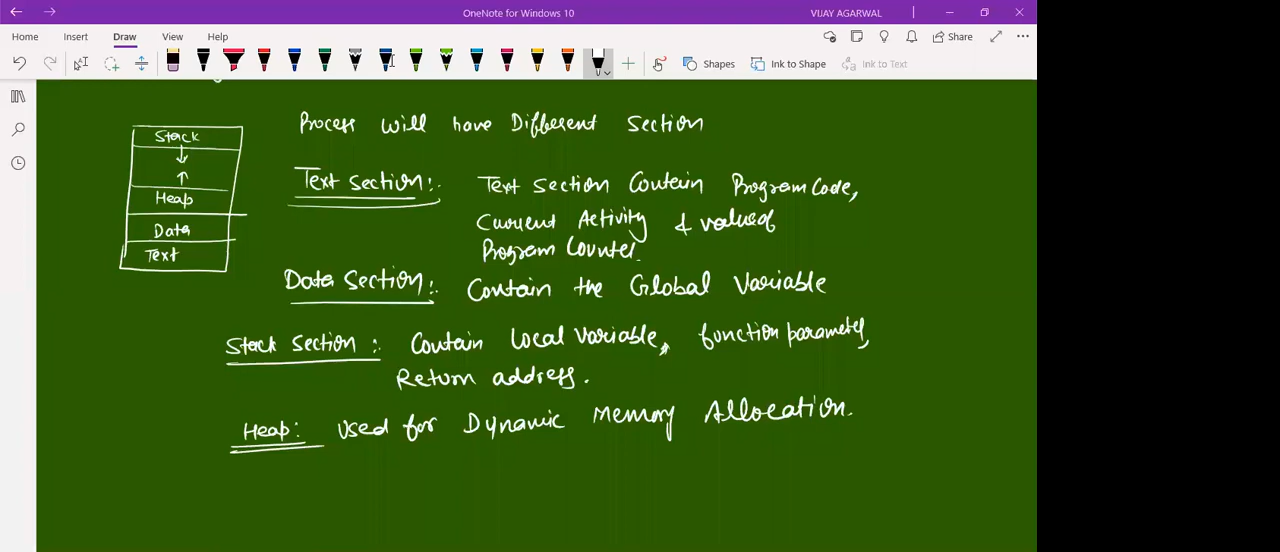 OneNote for Windows 10
VIJAY AGARWAL
Home Insert Draw View Help
Share
Shapes
Ink to Shape
Ink to Text
Process will have Different Section
Stack
Heap
Data
Text
Text Section:. Text Section Contain Program Code,
Current Activity & value of
Program Counter.
Data Section:. Contain the Global Variable
Stack Section:. Contain Local Variable, function parameter,
Return address.
Heap: Used for Dynamic Memory Allocation.